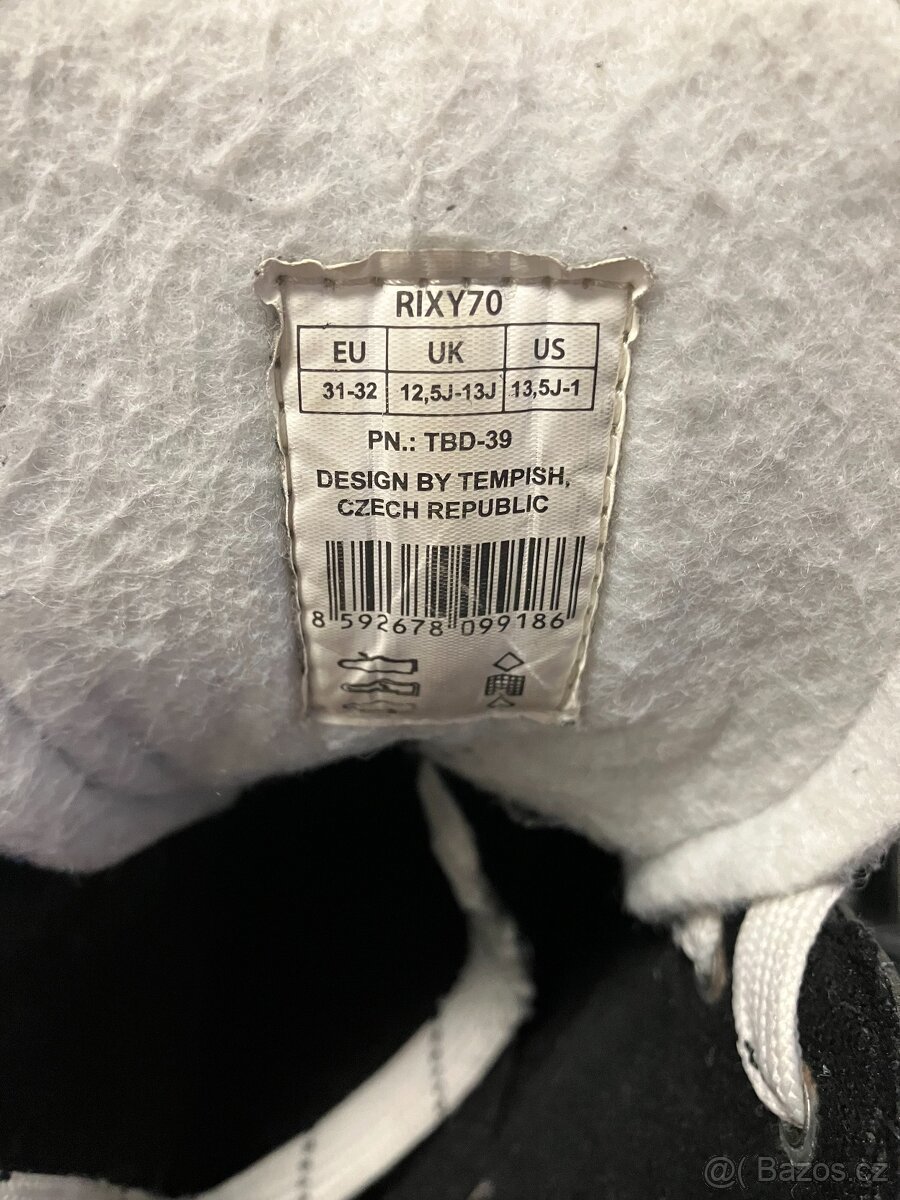 RIXY70
EU UK US
31-32 12,5J-13J 13,5J-1
PN.: TBD-39
DESIGN BY TEMPISH,
CZECH REPUBLIC
8 592678 099186
@( Bazos.cz